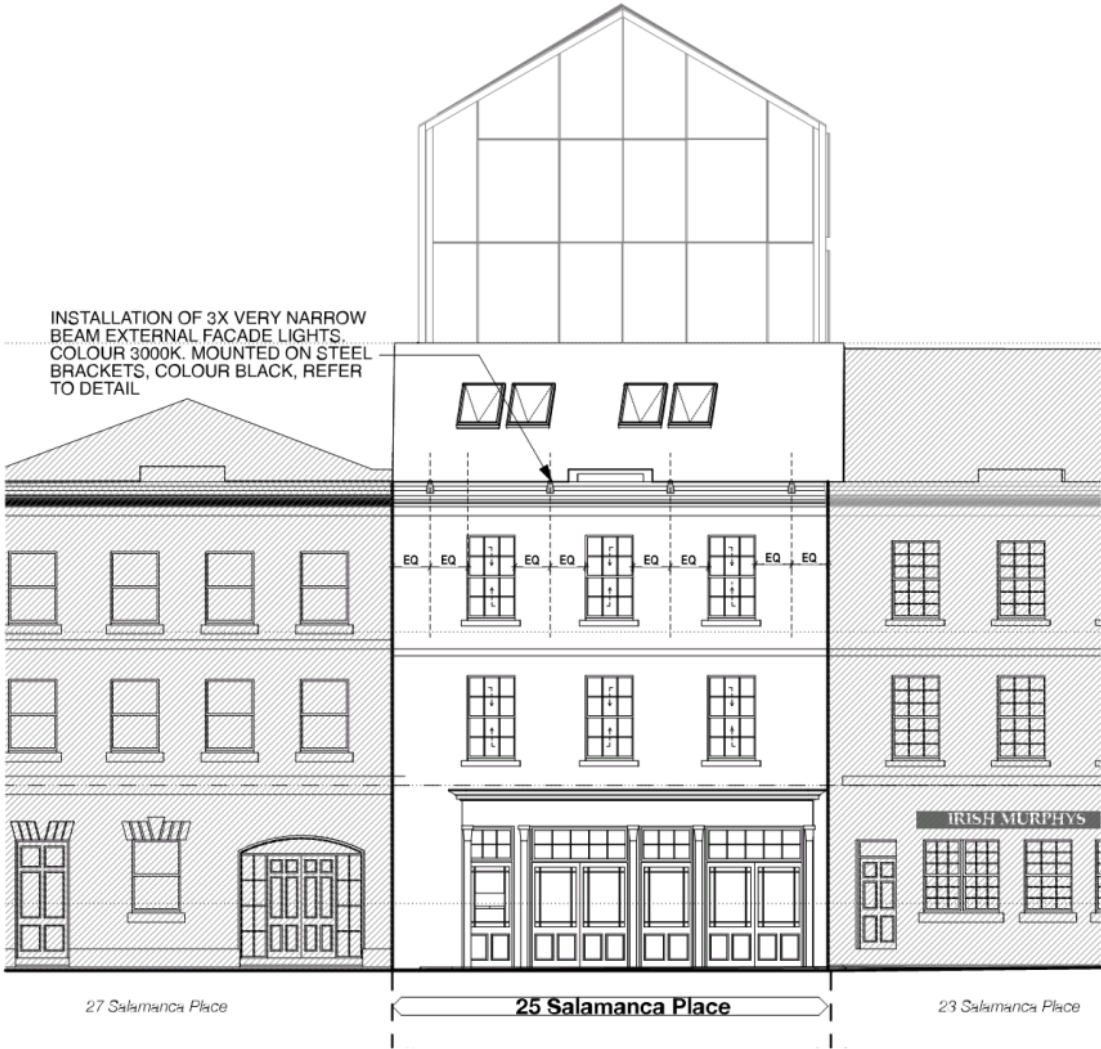 INSTALLATION OF 3X VERY NARROW
BEAM EXTERNAL FACADE LIGHTS.
COLOUR 3000K. MOUNTED ON STEEL
BRACKETS, COLOUR BLACK, REFER
TO DETAIL
EQ EQ EQ EQ EQ EQ EQ EQ
IRISH MURPHYS
27 Salamanca Place
25 Salamanca Place
23 Salamanca Place